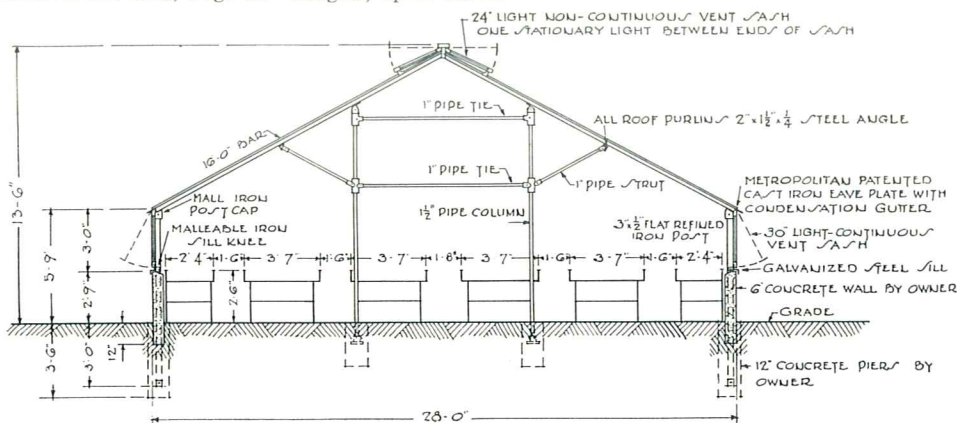 24" LIGHT NON-CONTINUOUS VENT SASH
ONE STATIONARY LIGHT BETWEEN ENDS OF SASH
1" PIPE TIE
ALL ROOF PURLINS 2"x1½"x¼ STEEL ANGLE
16'-0" BAR
13'-6"
1" PIPE TIE
1" PIPE STRUT
METROPOLITAN PATENTED
CAST IRON EAVE PLATE WITH
CONDENSATION GUTTER
MALL IRON
POST CAP
1½" PIPE COLUMN
3"x½" FLAT REFINED
IRON POST
MALLEABLE IRON
SILL KNEE
30" LIGHT-CONTINUOUS
VENT SASH
5'-9"
3'-0"
2'-4"
1'-6"
3'-7"
1'-6"
3'-7"
1'-8"
3'-7"
1'-6"
3'-7"
1'-6"
2'-4"
GALVANIZED STEEL SILL
2'-9"
2'-6"
6" CONCRETE WALL BY OWNER
GRADE
3'-6"
3'-0"
12"
12" CONCRETE PIERS BY
OWNER
28'-0"